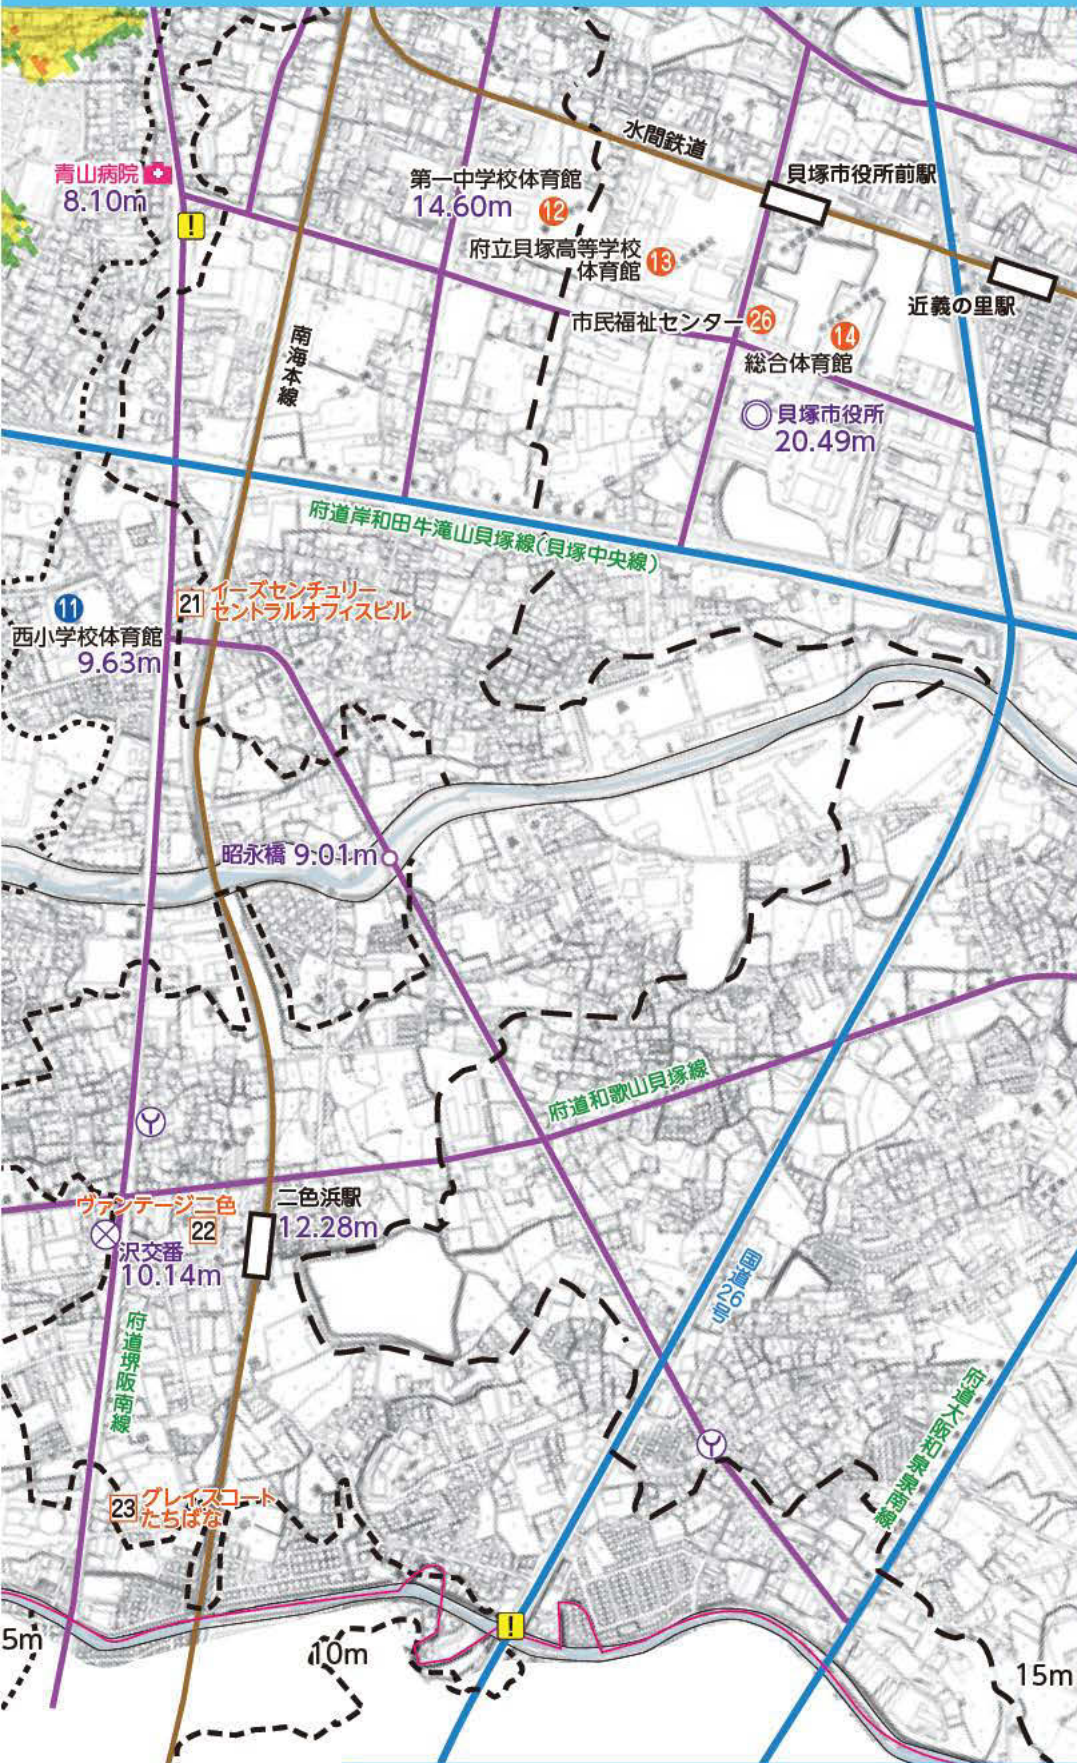 水間鉄道
青山病院
8.10m
第一中学校体育館
14.60m
12
貝塚市役所前駅
府立貝塚高等学校
体育館
13
近義の里駅
市民福祉センター
26
14
総合体育館
南海本線
貝塚市役所
20.49m
府道岸和田牛滝山貝塚線(貝塚中央線)
11
西小学校体育館
9.63m
21
イーズセンチュリー
セントラルオフィスビル
昭永橋 9.01m
府道和歌山貝塚線
ヴァンテージ二色
22
二色浜駅
12.28m
沢交番
10.14m
国道26号
府道堺阪南線
府道大阪和泉泉南線
23
グレイスコート
たちばな
5m
10m
15m